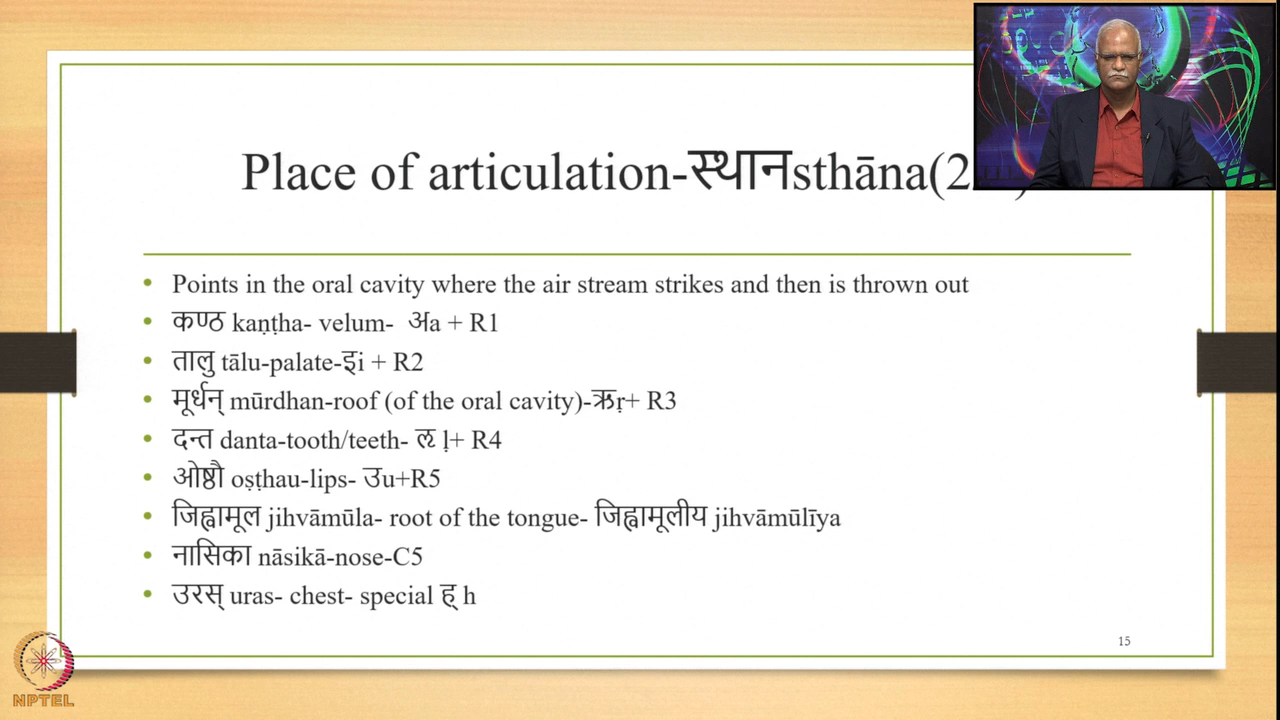 Place of articulation-स्थानsthāna(2
• Points in the oral cavity where the air stream strikes and then is thrown out
• कण्ठ kaṇṭha- velum- अa + R1
• तालु tālu-palate-इi + R2
• मूर्धन् mūrdhan-roof (of the oral cavity)-ऋṛ+ R3
• दन्त danta-tooth/teeth- ऌ ḷ+ R4
• ओष्ठौ oṣṭhau-lips- उu+R5
• जिह्वामूल jihvāmūla- root of the tongue- जिह्वामूलीय jihvāmūlīya
• नासिका nāsikā-nose-C5
• उरस् uras- chest- special ह् h
15
NPTEL